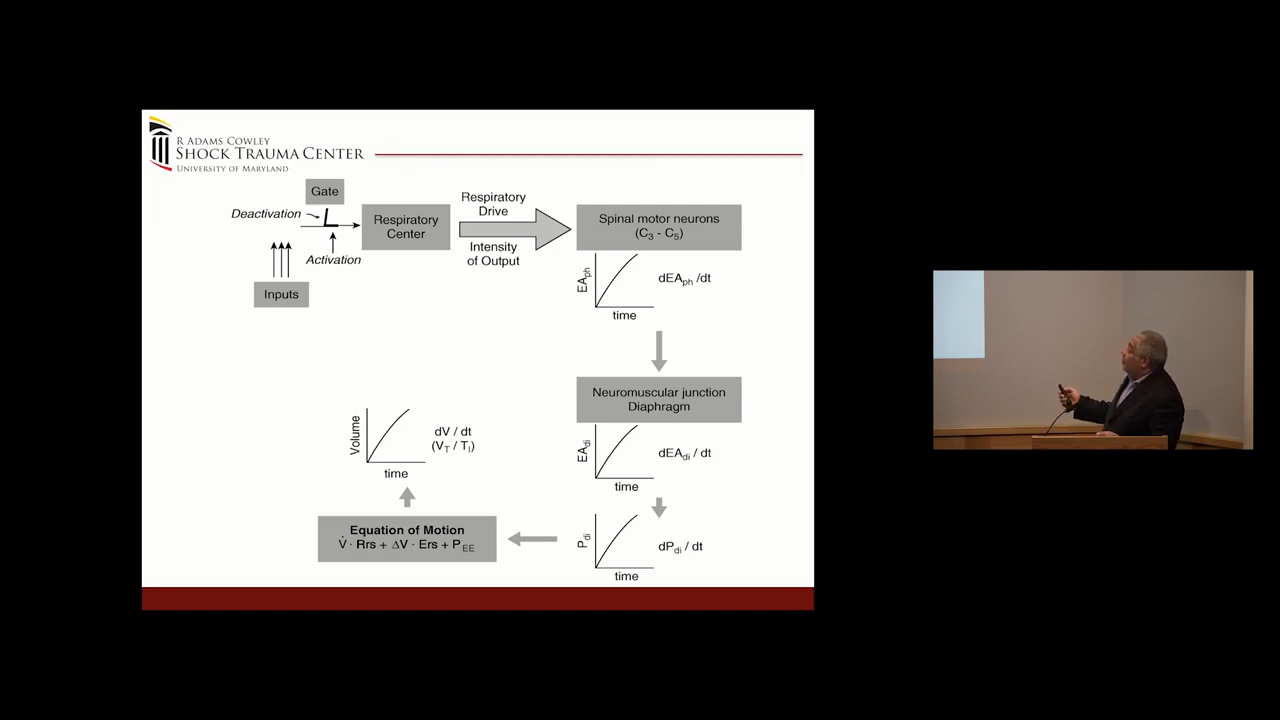 R ADAMS COWLEY
SHOCK TRAUMA CENTER
UNIVERSITY OF MARYLAND
Gate
Deactivation
Activation
Inputs
Respiratory
Center
Respiratory
Drive
Intensity
of Output
Spinal motor neurons
(C3 - C5)
EAph
time
dEAph /dt
Neuromuscular junction
Diaphragm
EAdi
time
dEAdi / dt
Pdi
time
dPdi / dt
Equation of Motion
V̇ · Rrs + ΔV · Ers + PEE
Volume
time
dV / dt
(VT / TI)